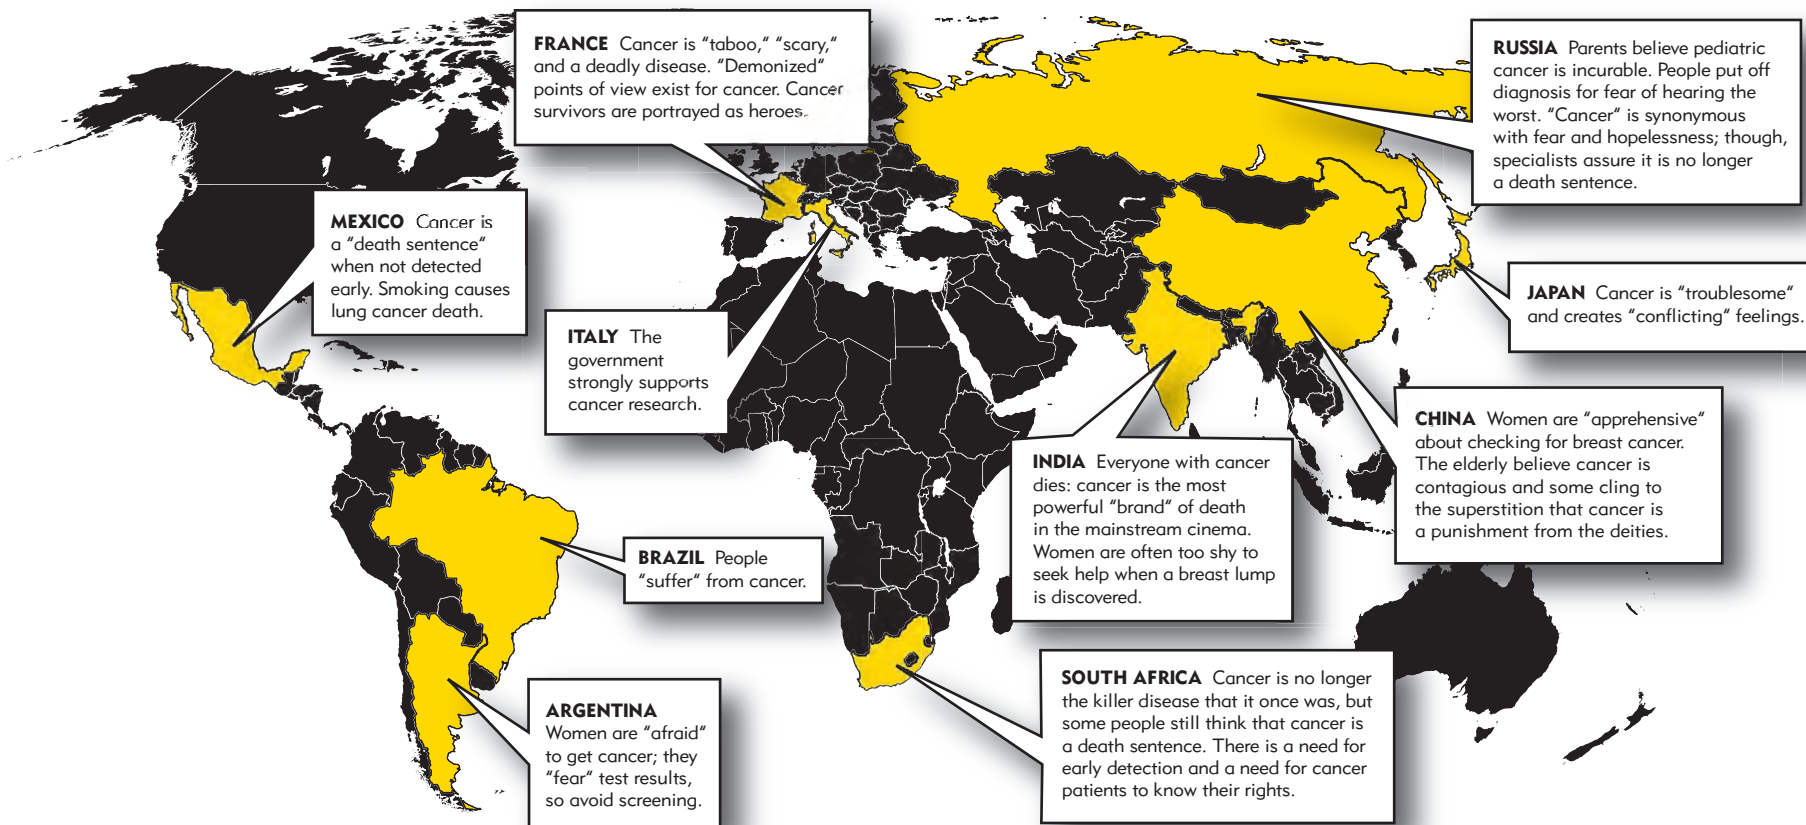 FRANCE Cancer is “taboo,“ “scary,“
and a deadly disease. “Demonized“
points of view exist for cancer. Cancer
survivors are portrayed as heroes.
RUSSIA Parents believe pediatric
cancer is incurable. People put off
diagnosis for fear of hearing the
worst. “Cancer“ is synonymous
with fear and hopelessness; though,
specialists assure it is no longer
a death sentence.
MEXICO Cancer is
a “death sentence“
when not detected
early. Smoking causes
lung cancer death.
JAPAN Cancer is “troublesome“
and creates “conflicting“ feelings.
ITALY The
government
strongly supports
cancer research.
CHINA Women are “apprehensive“
about checking for breast cancer.
The elderly believe cancer is
contagious and some cling to
the superstition that cancer is
a punishment from the deities.
INDIA Everyone with cancer
dies: cancer is the most
powerful “brand“ of death
in the mainstream cinema.
Women are often too shy to
seek help when a breast lump
is discovered.
BRAZIL People
“suffer“ from cancer.
SOUTH AFRICA Cancer is no longer
the killer disease that it once was, but
some people still think that cancer is
a death sentence. There is a need for
early detection and a need for cancer
patients to know their rights.
ARGENTINA
Women are “afraid“
to get cancer; they
“fear“ test results,
so avoid screening.